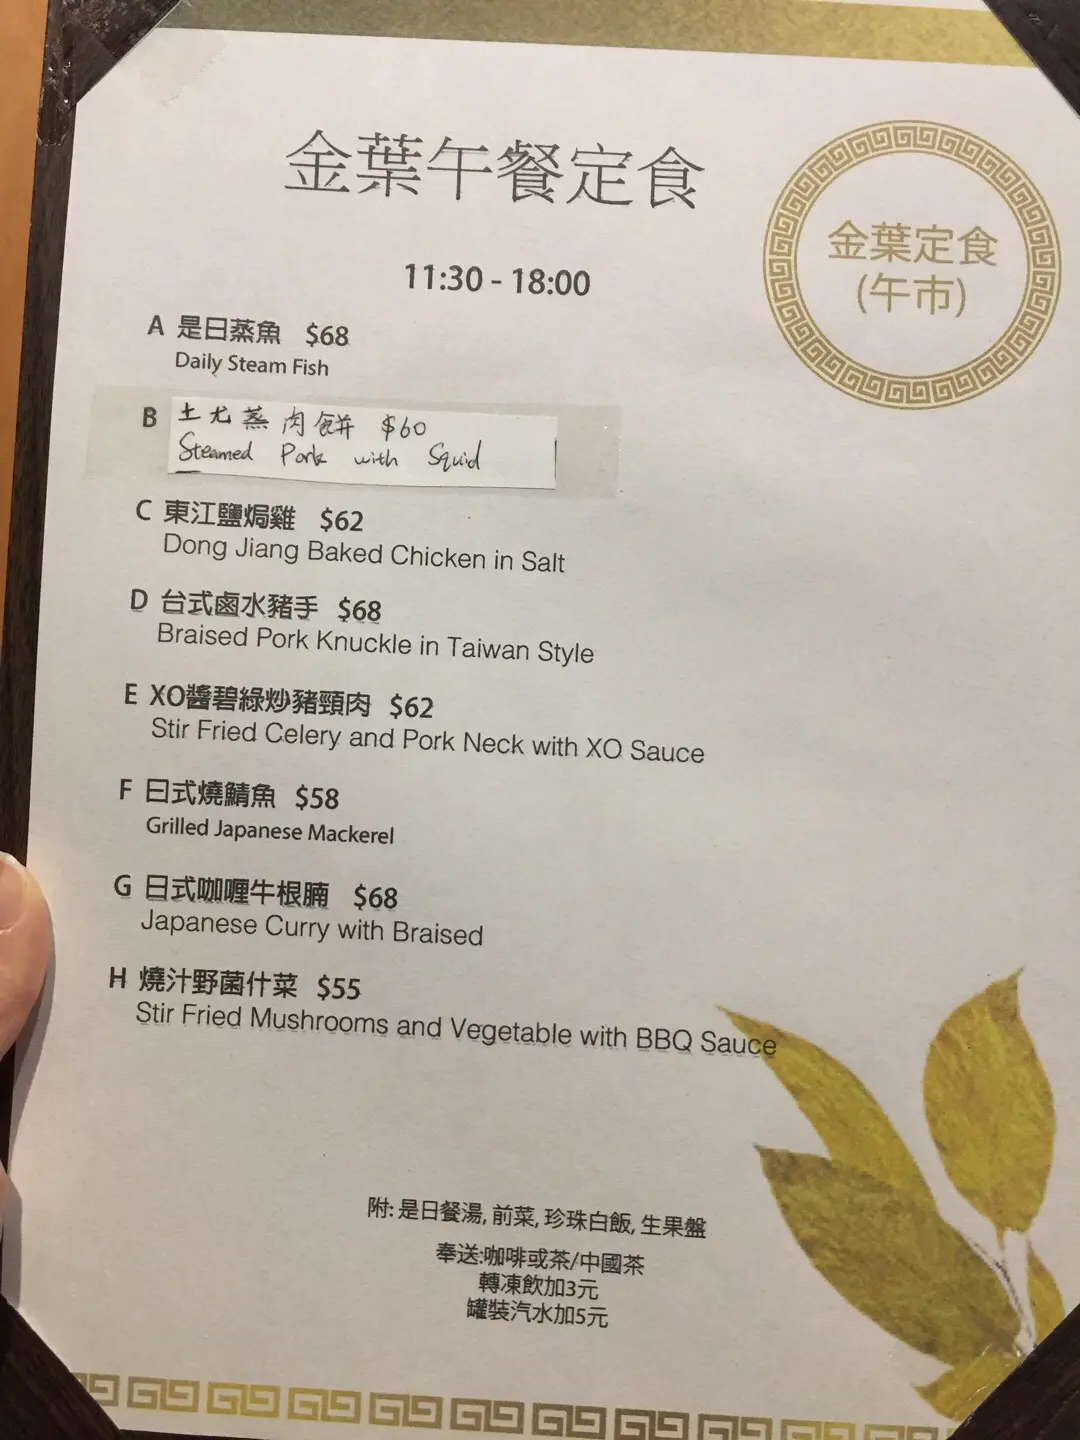 金葉午餐定食
金葉定食
(午市)
11:30 - 18:00
A 是日蒸魚 $68
Daily Steam Fish
B 土尤蒸肉餅 $60
Steamed Pork with Squid
C 東江鹽焗雞 $62
Dong Jiang Baked Chicken in Salt
D 台式鹵水豬手 $68
Braised Pork Knuckle in Taiwan Style
E XO醬碧綠炒豬頸肉 $62
Stir Fried Celery and Pork Neck with XO Sauce
F 日式燒鯖魚 $58
Grilled Japanese Mackerel
G 日式咖喱牛根腩 $68
Japanese Curry with Braised
H 燒汁野菌什菜 $55
Stir Fried Mushrooms and Vegetable with BBQ Sauce
附: 是日餐湯, 前菜, 珍珠白飯, 生果盤
奉送:咖啡或茶/中國茶
轉凍飲加3元
罐裝汽水加5元